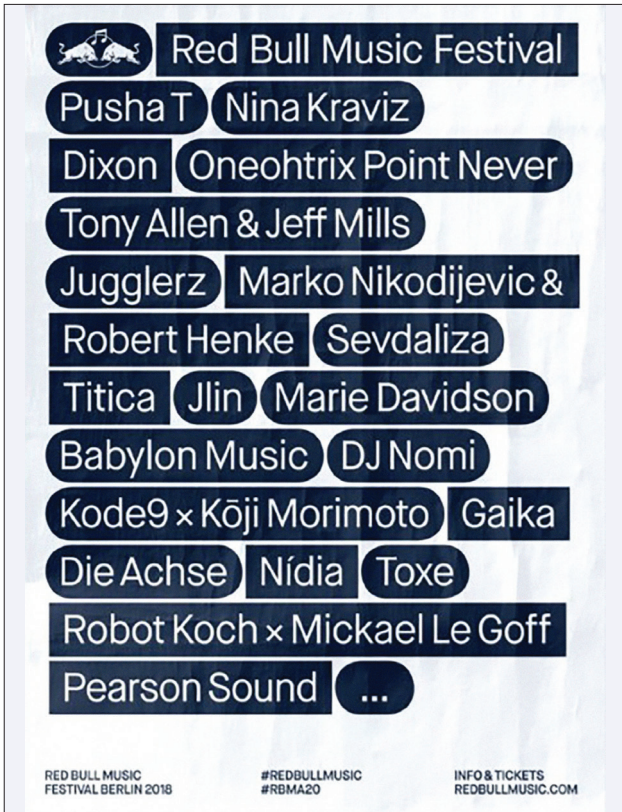 Red Bull Music Festival
Pusha T Nina Kraviz
Dixon Oneohtrix Point Never
Tony Allen & Jeff Mills
Jugglerz Marko Nikodijevic &
Robert Henke Sevdaliza
Titica Jlin Marie Davidson
Babylon Music DJ Nomi
Kode9 × Kōji Morimoto Gaika
Die Achse Nídia Toxe
Robot Koch × Mickael Le Goff
Pearson Sound ...
RED BULL MUSIC
FESTIVAL BERLIN 2018
#REDBULLMUSIC
#RBMA20
INFO & TICKETS
REDBULLMUSIC.COM